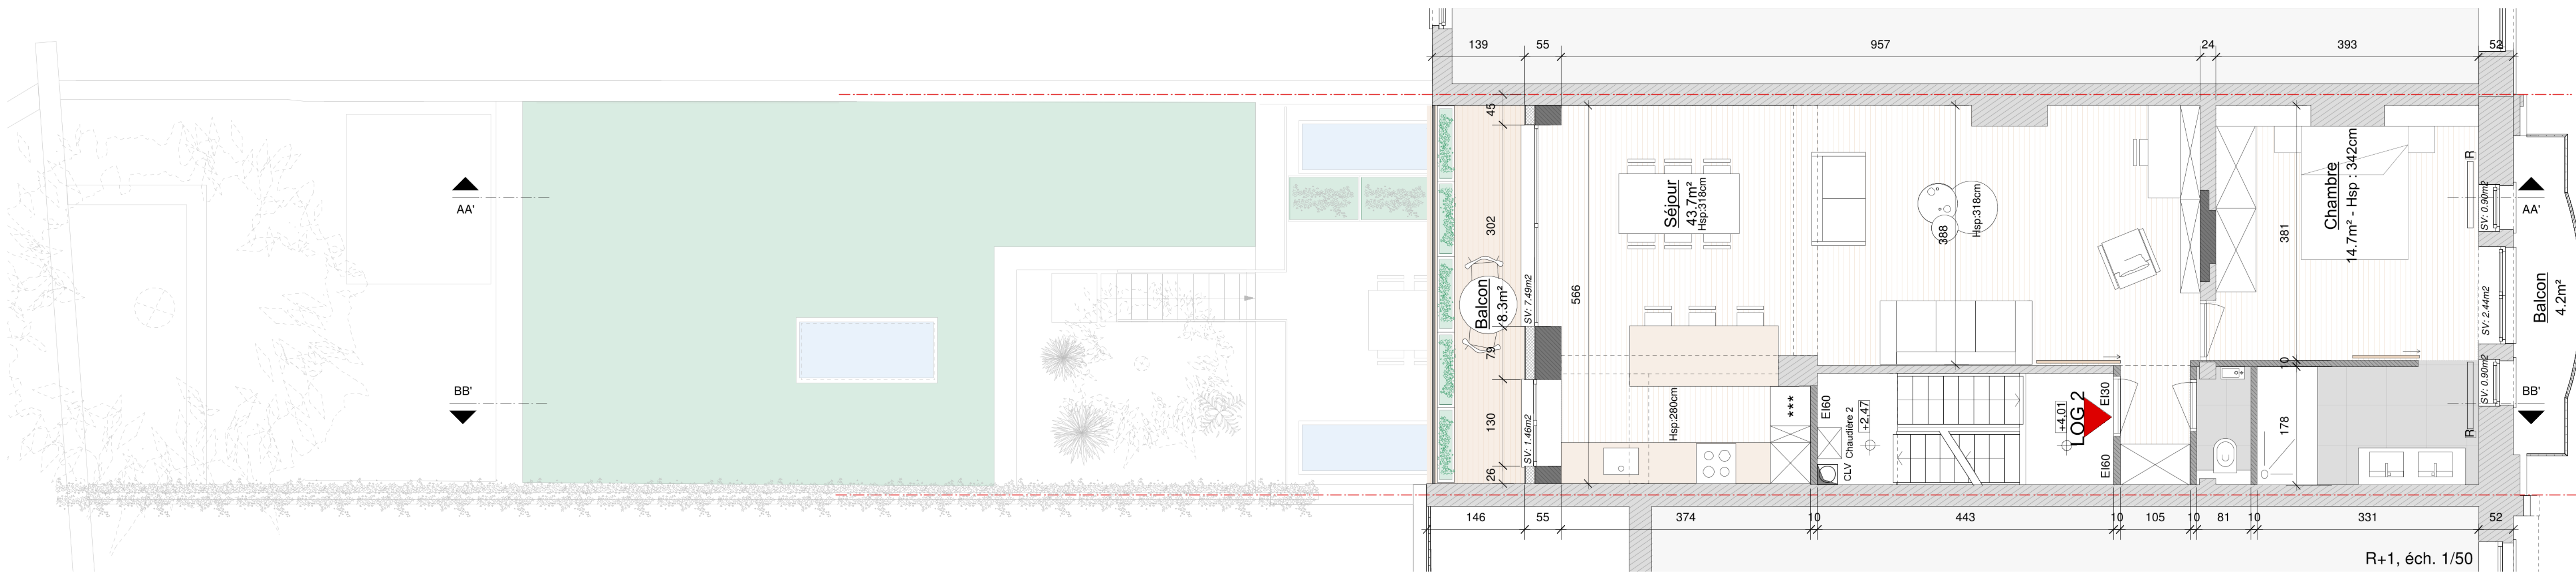 139
55
957
24
393
52
45
302
79
130
26
566
388
381
10
178
AA'
BB'
Balcon
8.3m²
SV: 7.49m2
SV: 1.46m2
Séjour
43.7m²
Hsp:318cm
Hsp:318cm
Hsp:280cm
***
EI60
Chaudière 2
CLV
+2,47
+4,01
LOG 2
EI30
EI60
Chambre
14.7m² - Hsp : 342cm
R
R
SV: 0.90m2
SV: 2.44m2
SV: 0.90m2
AA'
Balcon
4.2m²
BB'
146
55
374
10
443
10
105
10
81
10
331
52
R+1, éch. 1/50